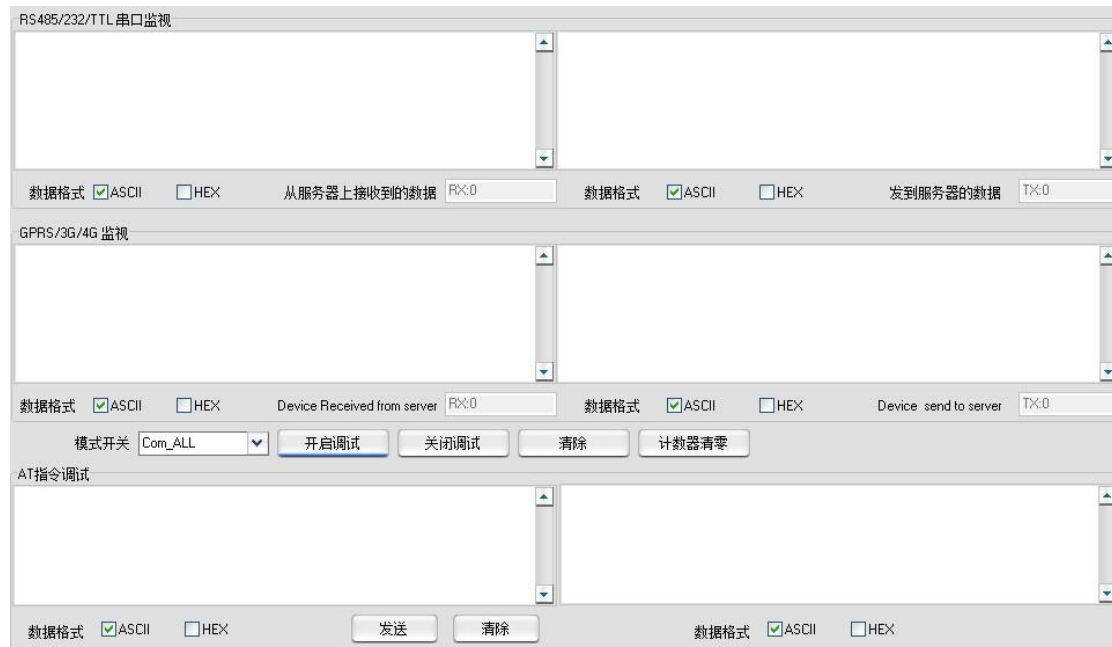 RS485/232/TTL 串口监视
数据格式 ASCII HEX 从服务器上接收到的数据 RX:0 数据格式 ASCII HEX 发到服务器的数据 TX:0
GPRS/3G/4G 监视
数据格式 ASCII HEX Device Received from server RX:0 数据格式 ASCII HEX Device send to server TX:0
模式开关 Com_ALL 开启调试 关闭调试 清除 计数器清零
AT指令调试
数据格式 ASCII HEX 发送 清除 数据格式 ASCII HEX